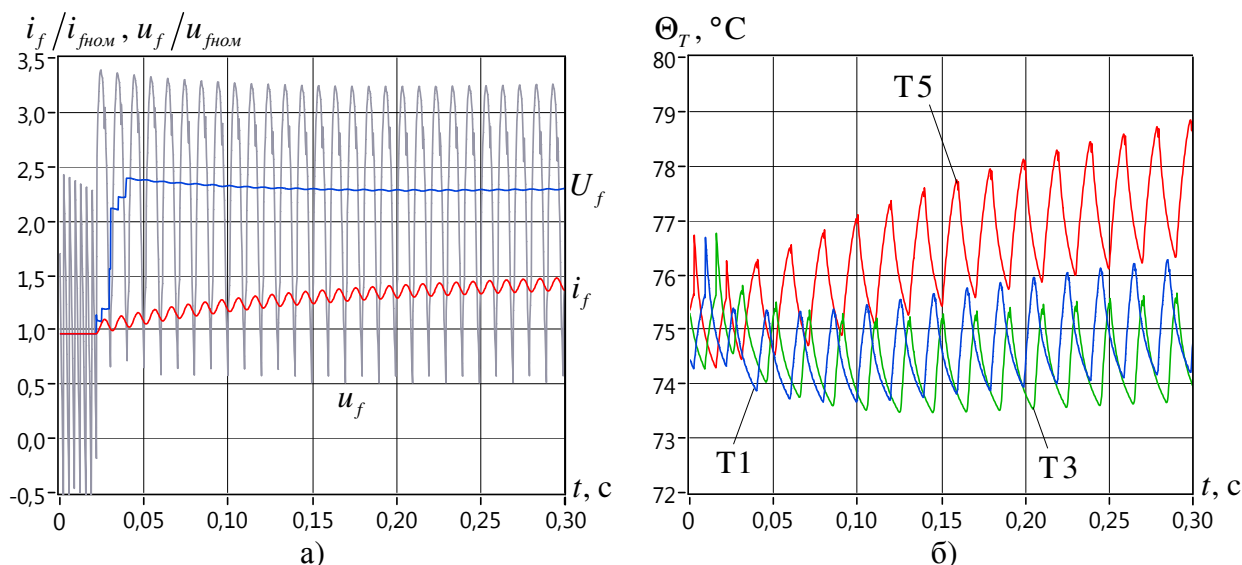 i_f / i_fном , u_f / u_fном
3,5
3,0
2,5
2,0
1,5
1,0
0,5
0,0
-0,5
U_f
i_f
u_f
t, с
0 0,05 0,10 0,15 0,20 0,25 0,30
а)
Θ_T, °C
80
79
78
77
76
75
74
73
72
T5
T1
T3
t, с
0 0,05 0,10 0,15 0,20 0,25 0,30
б)